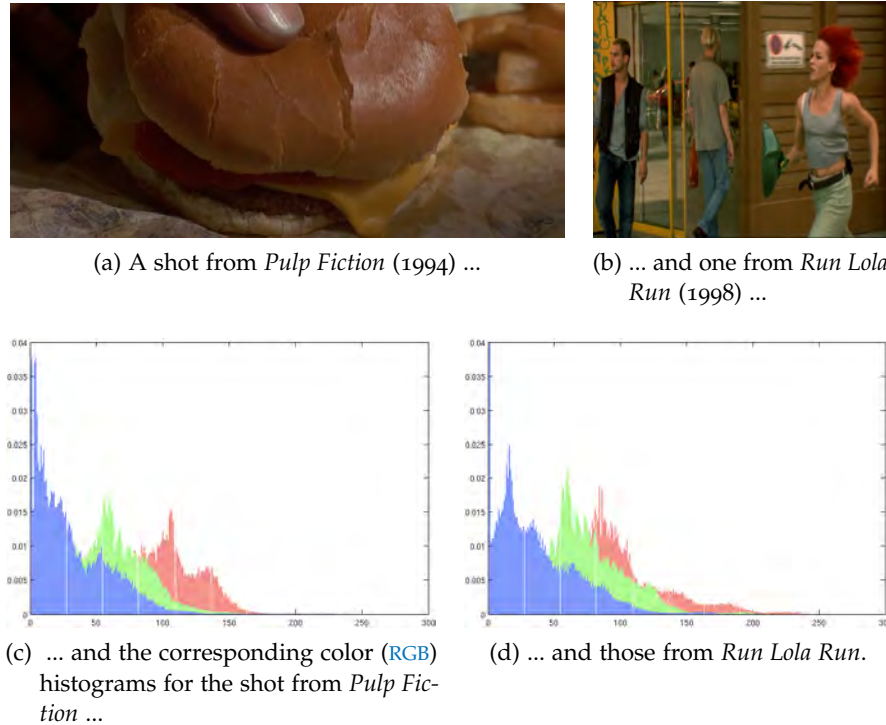 (a) A shot from Pulp Fiction (1994) ...
(b) ... and one from Run Lola
Run (1998) ...
0.04
0.035
0.03
0.025
0.02
0.015
0.01
0.005
0
0 50 100 150 200 250 300
0.04
0.035
0.03
0.025
0.02
0.015
0.01
0.005
0
0 50 100 150 200 250 300
(c) ... and the corresponding color (RGB)
histograms for the shot from Pulp Fic-
tion ...
(d) ... and those from Run Lola Run.